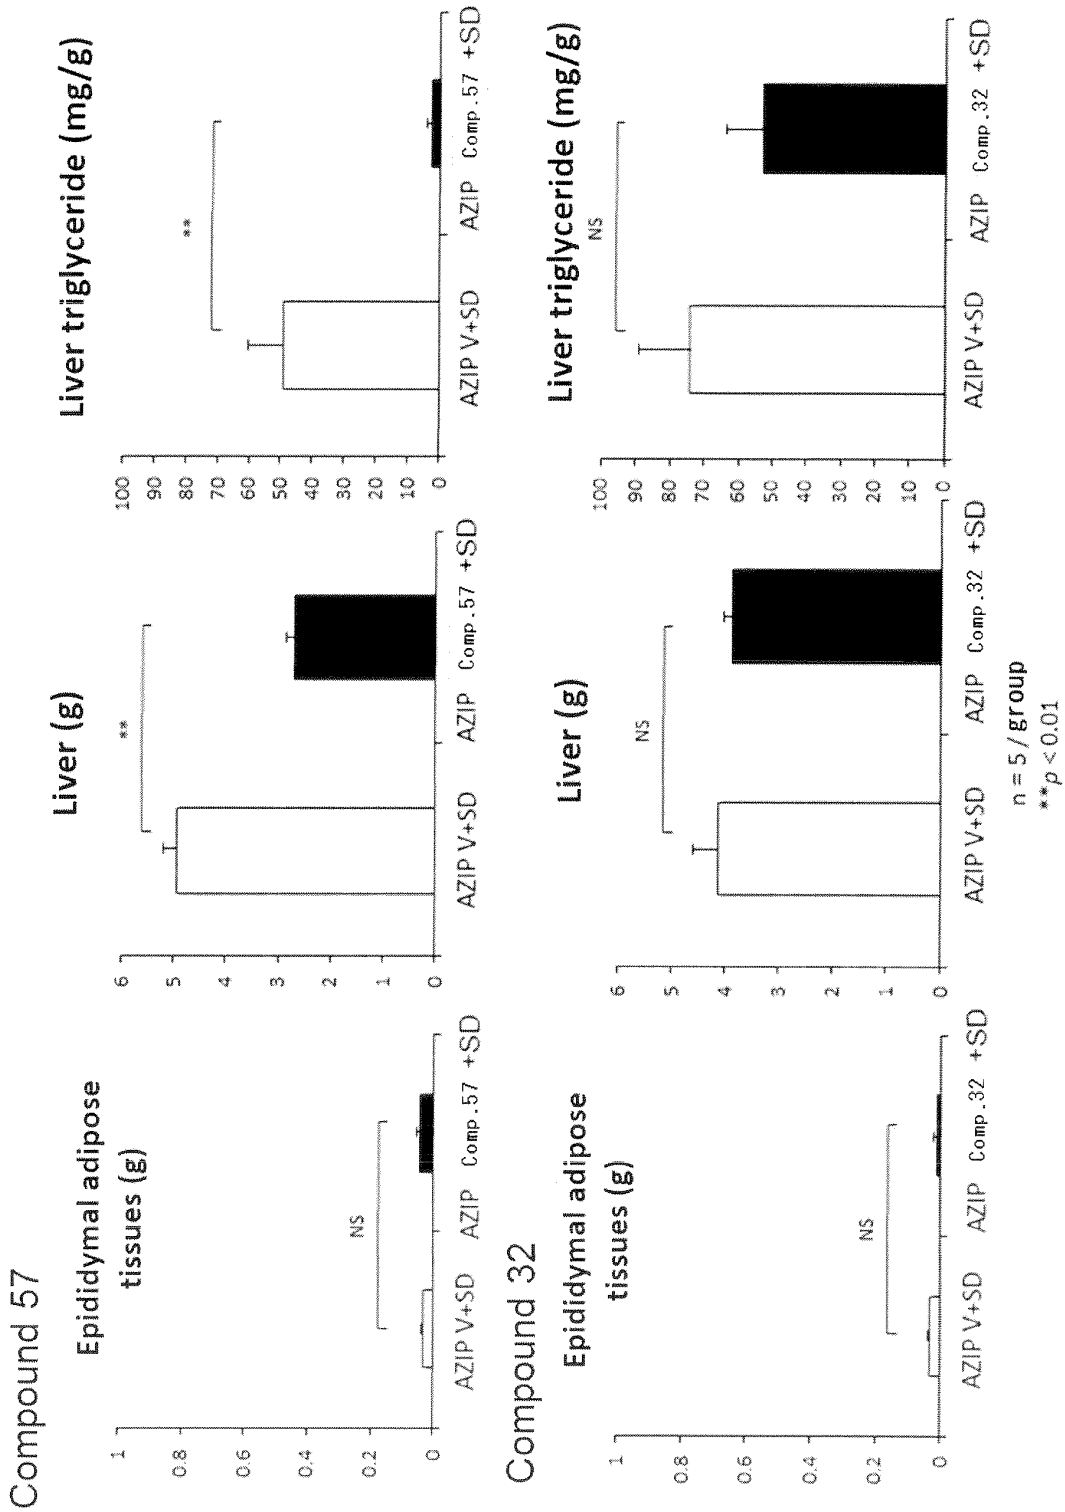 Compound 57
Epididymal adipose
tissues (g)
1
0.8
0.6
0.4
0.2
0
NS
AZIP V+SD
AZIP Comp.57 +SD
Liver (g)
6
5
4
3
2
1
0
**
AZIP V+SD
AZIP Comp.57 +SD
Liver triglyceride (mg/g)
100
90
80
70
60
50
40
30
20
10
0
**
AZIP V+SD
AZIP Comp.57 +SD
Compound 32
Epididymal adipose
tissues (g)
1
0.8
0.6
0.4
0.2
0
NS
AZIP V+SD
AZIP Comp.32 +SD
Liver (g)
6
5
4
3
2
1
0
NS
AZIP V+SD
AZIP Comp.32 +SD
Liver triglyceride (mg/g)
100
90
80
70
60
50
40
30
20
10
0
NS
AZIP V+SD
AZIP Comp.32 +SD
n = 5 / group
**p < 0.01